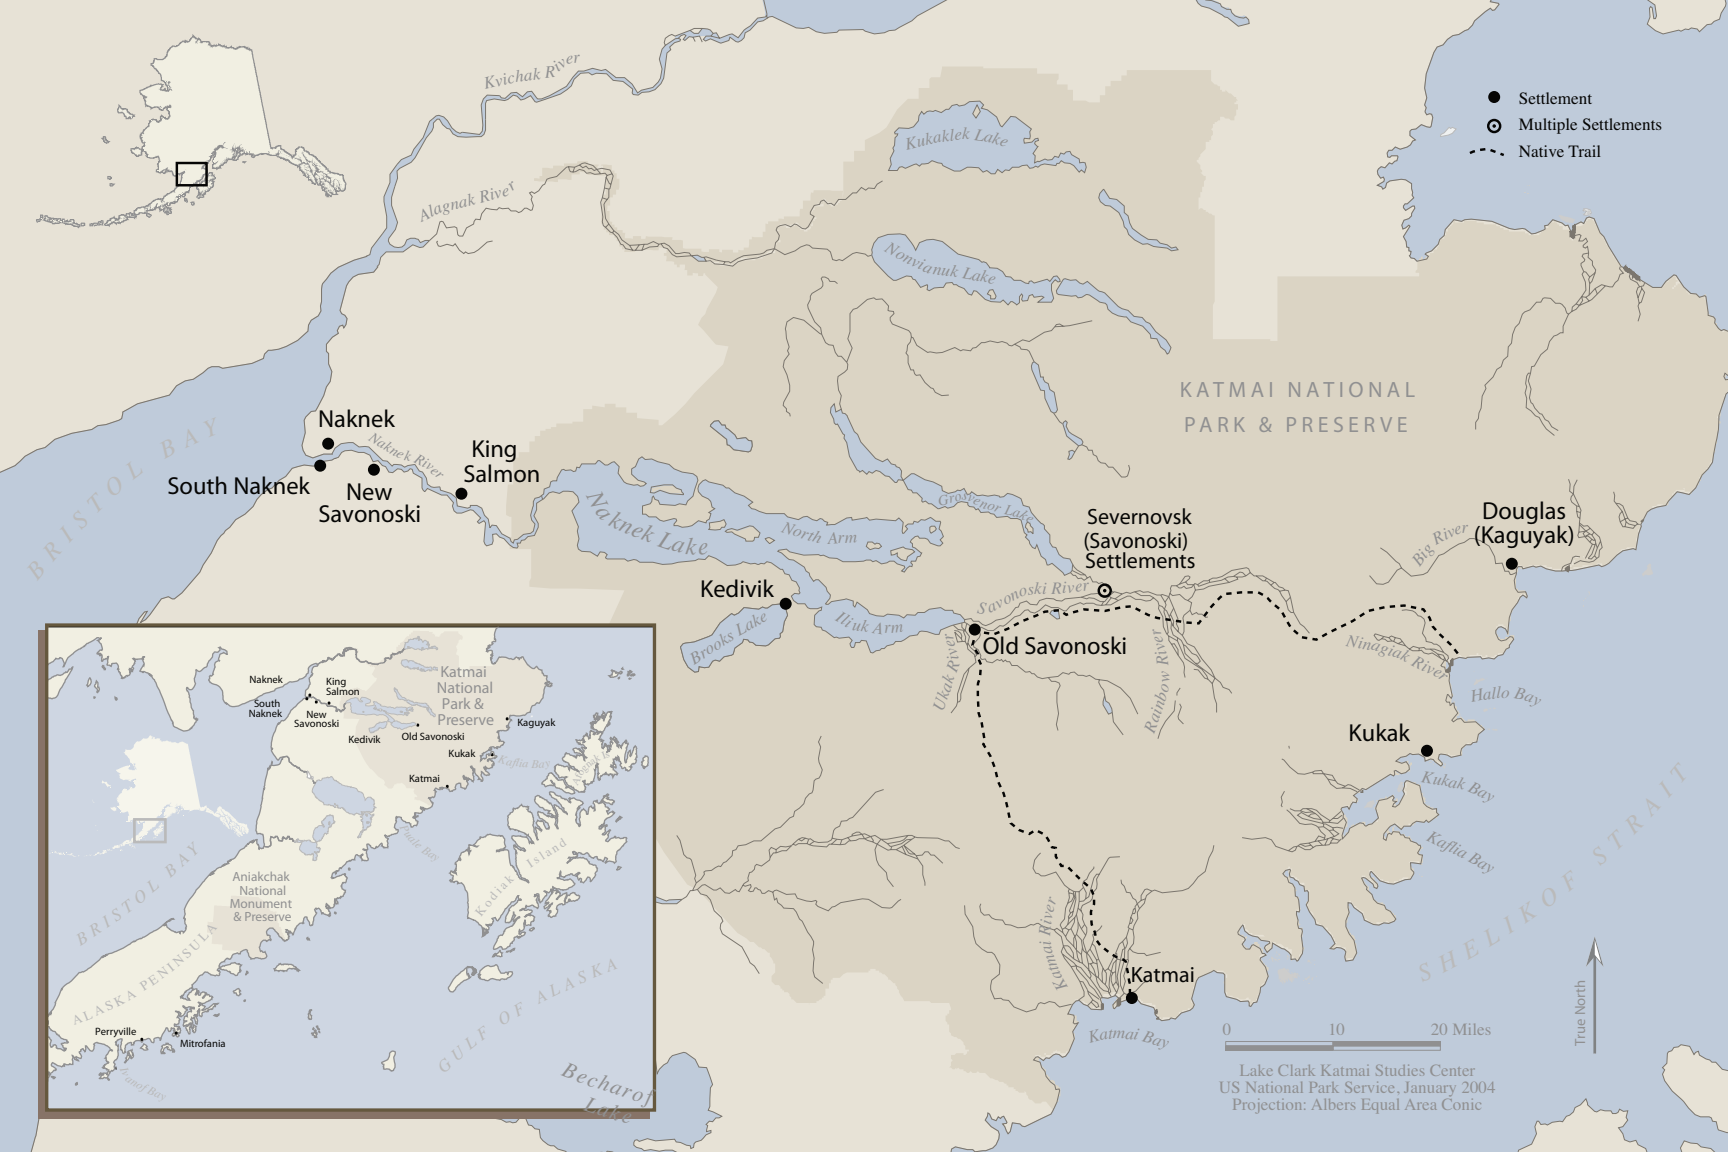 Kvichak River
Settlement
Multiple Settlements
Native Trail
Kukaklek Lake
Alagnak River
Nonvianuk Lake
KATMAI NATIONAL
PARK & PRESERVE
Naknek
Naknek River
King
Salmon
South Naknek
New
Savonoski
BRISTOL BAY
Naknek Lake
North Arm
Grosvenor Lake
Severnovsk
(Savonoski)
Settlements
Douglas
(Kaguyak)
Big River
Kedivik
Savonoski River
Brooks Lake
Iliuk Arm
Old Savonoski
Ukak River
Rainbow River
Ninagiak River
Hallo Bay
Kukak
Kukak Bay
Kaflia Bay
SHELIKOF STRAIT
Katmai River
Katmai
Katmai Bay
True North
0 10 20 Miles
Lake Clark Katmai Studies Center
US National Park Service, January 2004
Projection: Albers Equal Area Conic
Becharof
Lake
Naknek
King
Salmon
South
Naknek
New
Savonoski
Katmai
National
Park &
Preserve
Kedivik
Old Savonoski
Kaguyak
Kukak
Kaflia Bay
Katmai
Puale Bay
BRISTOL BAY
Aniakchak
National
Monument
& Preserve
Kodiak Island
ALASKA PENINSULA
GULF OF ALASKA
Perryville
Mitrofania
Ivanof Bay